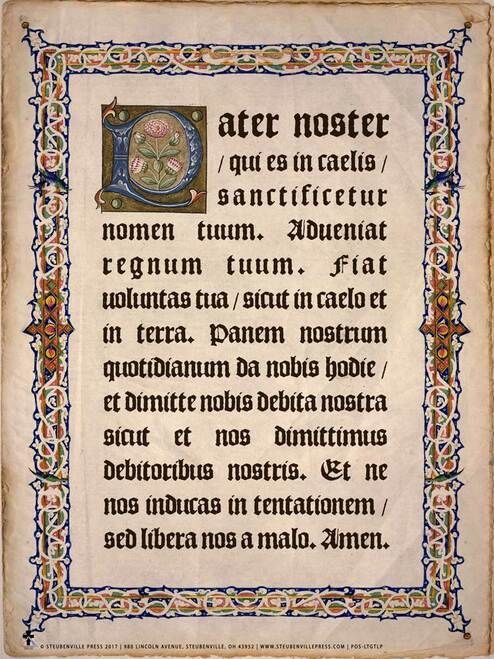 Pater noster
/ qui es in caelis /
sanctificetur
nomen tuum. Adveniat
regnum tuum. Fiat
voluntas tua / sicut in caelo et
in terra. Panem nostrum
quotidianum da nobis hodie /
et dimitte nobis debita nostra
sicut et nos dimittimus
debitoribus nostris. Et ne
nos inducas in tentationem /
sed libera nos a malo. Amen.
© STEUBENVILLE PRESS 2017 | 988 LINCOLN AVENUE, STEUBENVILLE, OH 43952 | WWW.STEUBENVILLEPRESS.COM | POS-LTGTLP